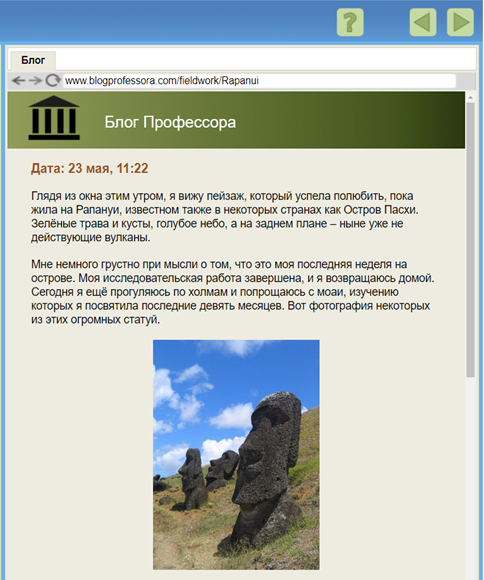 ?
Блог
www.blogprofessora.com/fieldwork/Rapanui
Блог Профессора
Дата: 23 мая, 11:22
Глядя из окна этим утром, я вижу пейзаж, который успела полюбить, пока
жила на Рапануи, известном также в некоторых странах как Остров Пасхи.
Зелёные трава и кусты, голубое небо, а на заднем плане – ныне уже не
действующие вулканы.
Мне немного грустно при мысли о том, что это моя последняя неделя на
острове. Моя исследовательская работа завершена, и я возвращаюсь домой.
Сегодня я ещё прогуляюсь по холмам и попрощаюсь с моаи, изучению
которых я посвятила последние девять месяцев. Вот фотография некоторых
из этих огромных статуй.